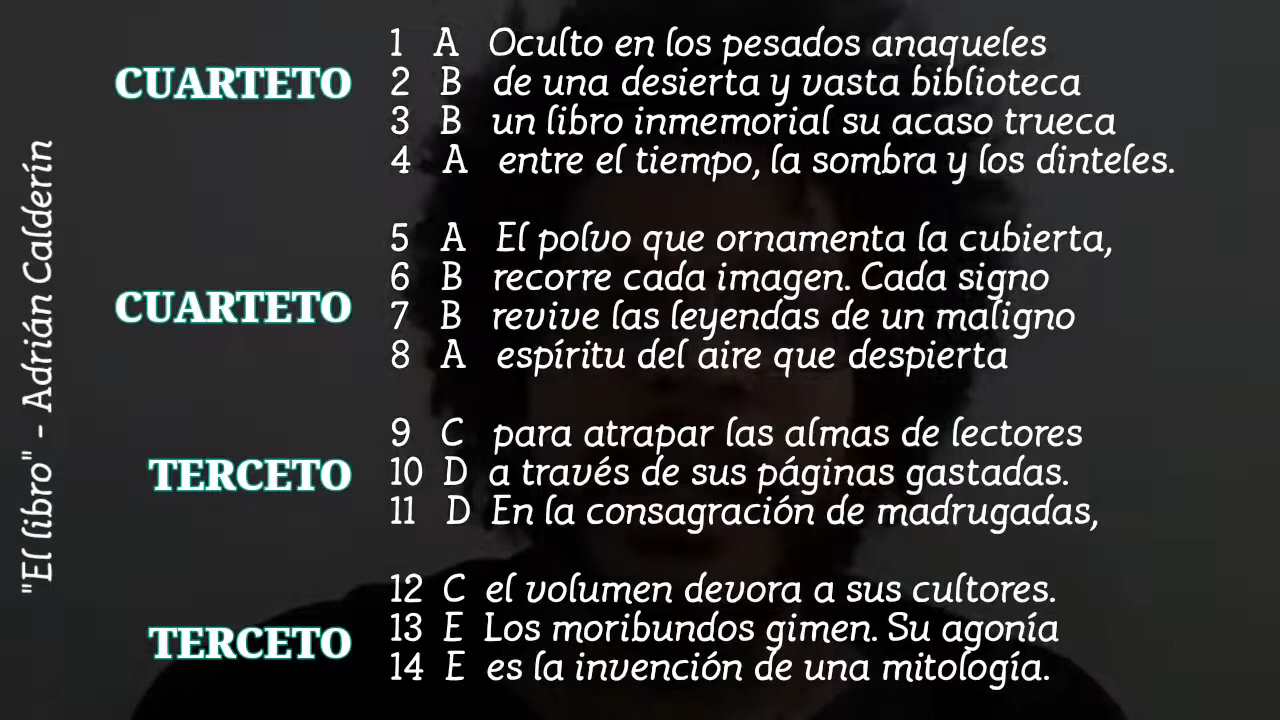 "El libro" - Adrián Calderín
CUARTETO
1 A Oculto en los pesados anaqueles
2 B de una desierta y vasta biblioteca
3 B un libro inmemorial su acaso trueca
4 A entre el tiempo, la sombra y los dinteles.
CUARTETO
5 A El polvo que ornamenta la cubierta,
6 B recorre cada imagen. Cada signo
7 B revive las leyendas de un maligno
8 A espíritu del aire que despierta
TERCETO
9 C para atrapar las almas de lectores
10 D a través de sus páginas gastadas.
11 D En la consagración de madrugadas,
TERCETO
12 C el volumen devora a sus cultores.
13 E Los moribundos gimen. Su agonía
14 E es la invención de una mitología.